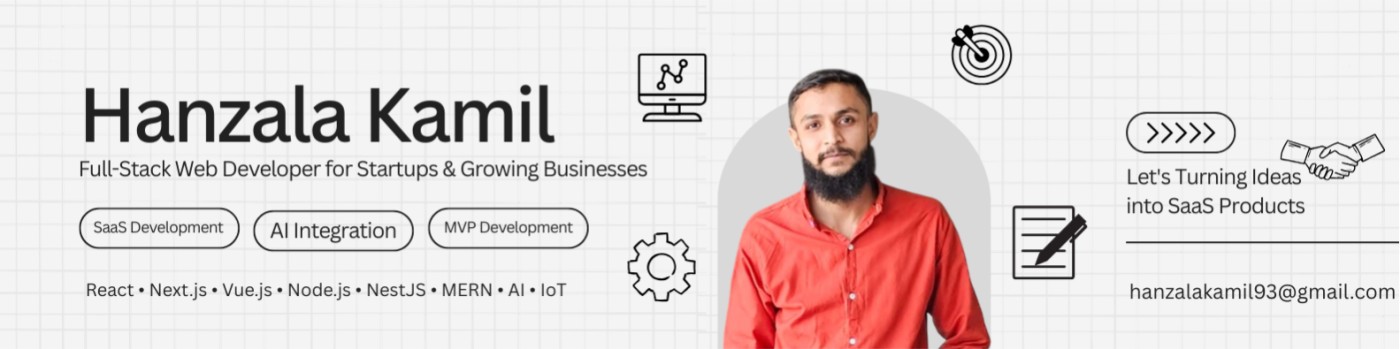 Hanzala Kamil
Full-Stack Web Developer for Startups & Growing Businesses
SaaS Development
AI Integration
MVP Development
React • Next.js • Vue.js • Node.js • NestJS • MERN • AI • IoT
Let's Turning Ideas
into SaaS Products
hanzalakamil93@gmail.com